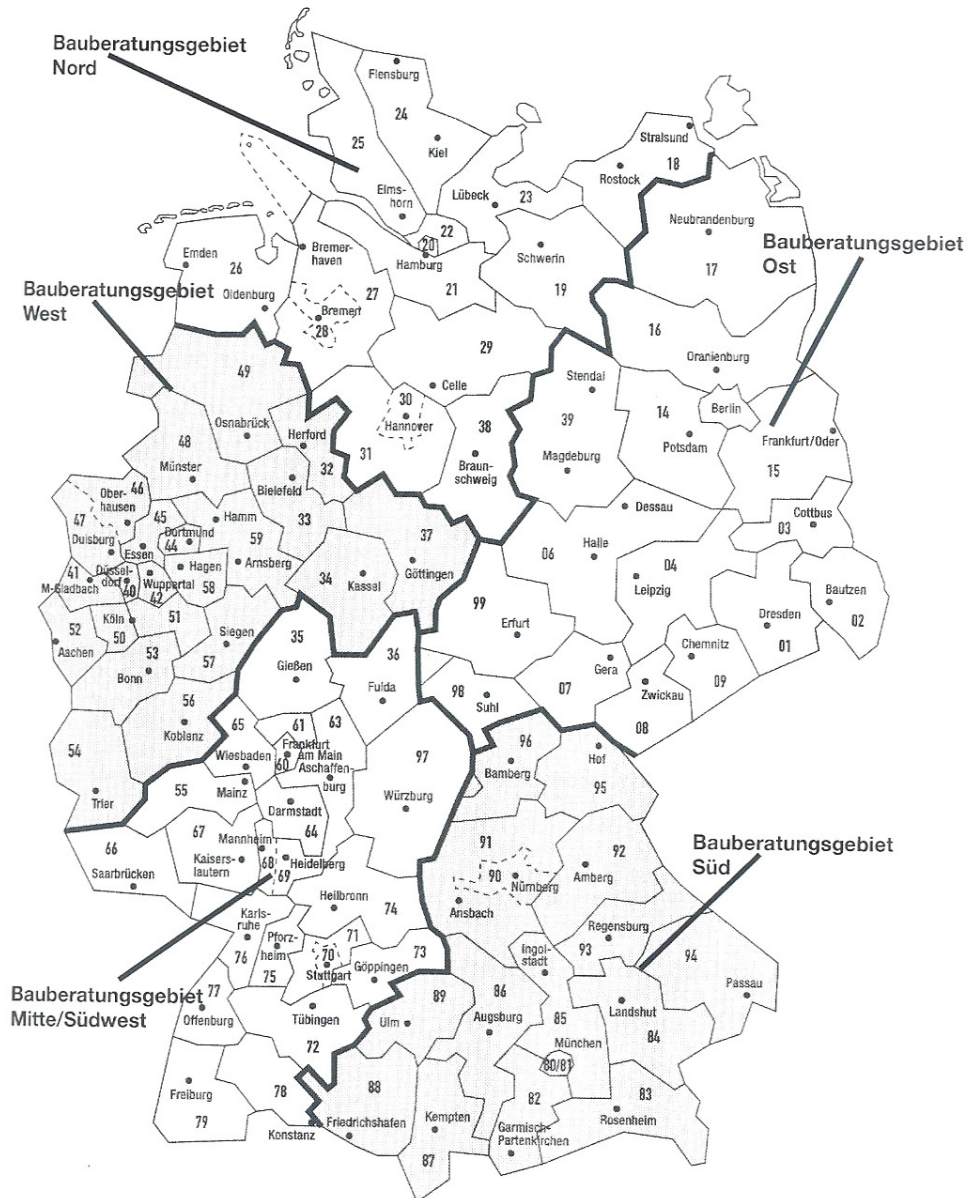 Bauberatungsgebiet
Nord
Flensburg
24
25
Kiel
Stralsund
18
Rostock
Elms-
horn
Lübeck
23
22
20
Hamburg
21
Schwerin
19
Neubrandenburg
17
Bauberatungsgebiet
Ost
Emden
26
Oldenburg
Bremer-
haven
27
Bremen
28
Bauberatungsgebiet
West
29
Celle
16
Oranienburg
Stendal
39
14
Berlin
Potsdam
Frankfurt/Oder
15
49
Osnabrück
48
Münster
Herford
32
30
Hannover
31
38
Braun-
schweig
Magdeburg
Bielefeld
33
46
Ober-
hausen
47
Duisburg
45
Essen
Dortmund
44
Hamm
59
Arnsberg
37
Göttingen
34
Kassel
Dessau
06
Halle
04
Leipzig
Cottbus
03
Bautzen
02
Dresden
01
41
M-Gladbach
Düssel-
dorf
40
Wuppertal
42
Hagen
58
52
Aachen
Köln
50
51
53
Bonn
Siegen
57
99
Erfurt
Gera
07
Chemnitz
09
Zwickau
08
35
Gießen
36
Fulda
98
Suhl
56
Koblenz
54
Trier
65
Wiesbaden
61
63
Frankfurt
am Main
60
Aschaffen
burg
55
Mainz
Darmstadt
64
97
Würzburg
96
Bamberg
Hof
95
66
Saarbrücken
67
Kaisers-
lautern
Mannheim
68
Heidelberg
69
91
90
Nürnberg
Ansbach
92
Amberg
Bauberatungsgebiet
Süd
Heilbronn
74
Karls-
ruhe
76
Pforz-
heim
75
71
70
Stuttgart
73
Göppingen
Regensburg
93
Ingol-
stadt
94
Passau
Bauberatungsgebiet
Mitte/Südwest
77
Offenburg
Tübingen
72
89
Ulm
86
Augsburg
85
München
80/81
Landshut
84
Freiburg
79
78
Konstanz
88
Friedrichshafen
Kempten
87
82
Garmisch-
Partenkirchen
83
Rosenheim